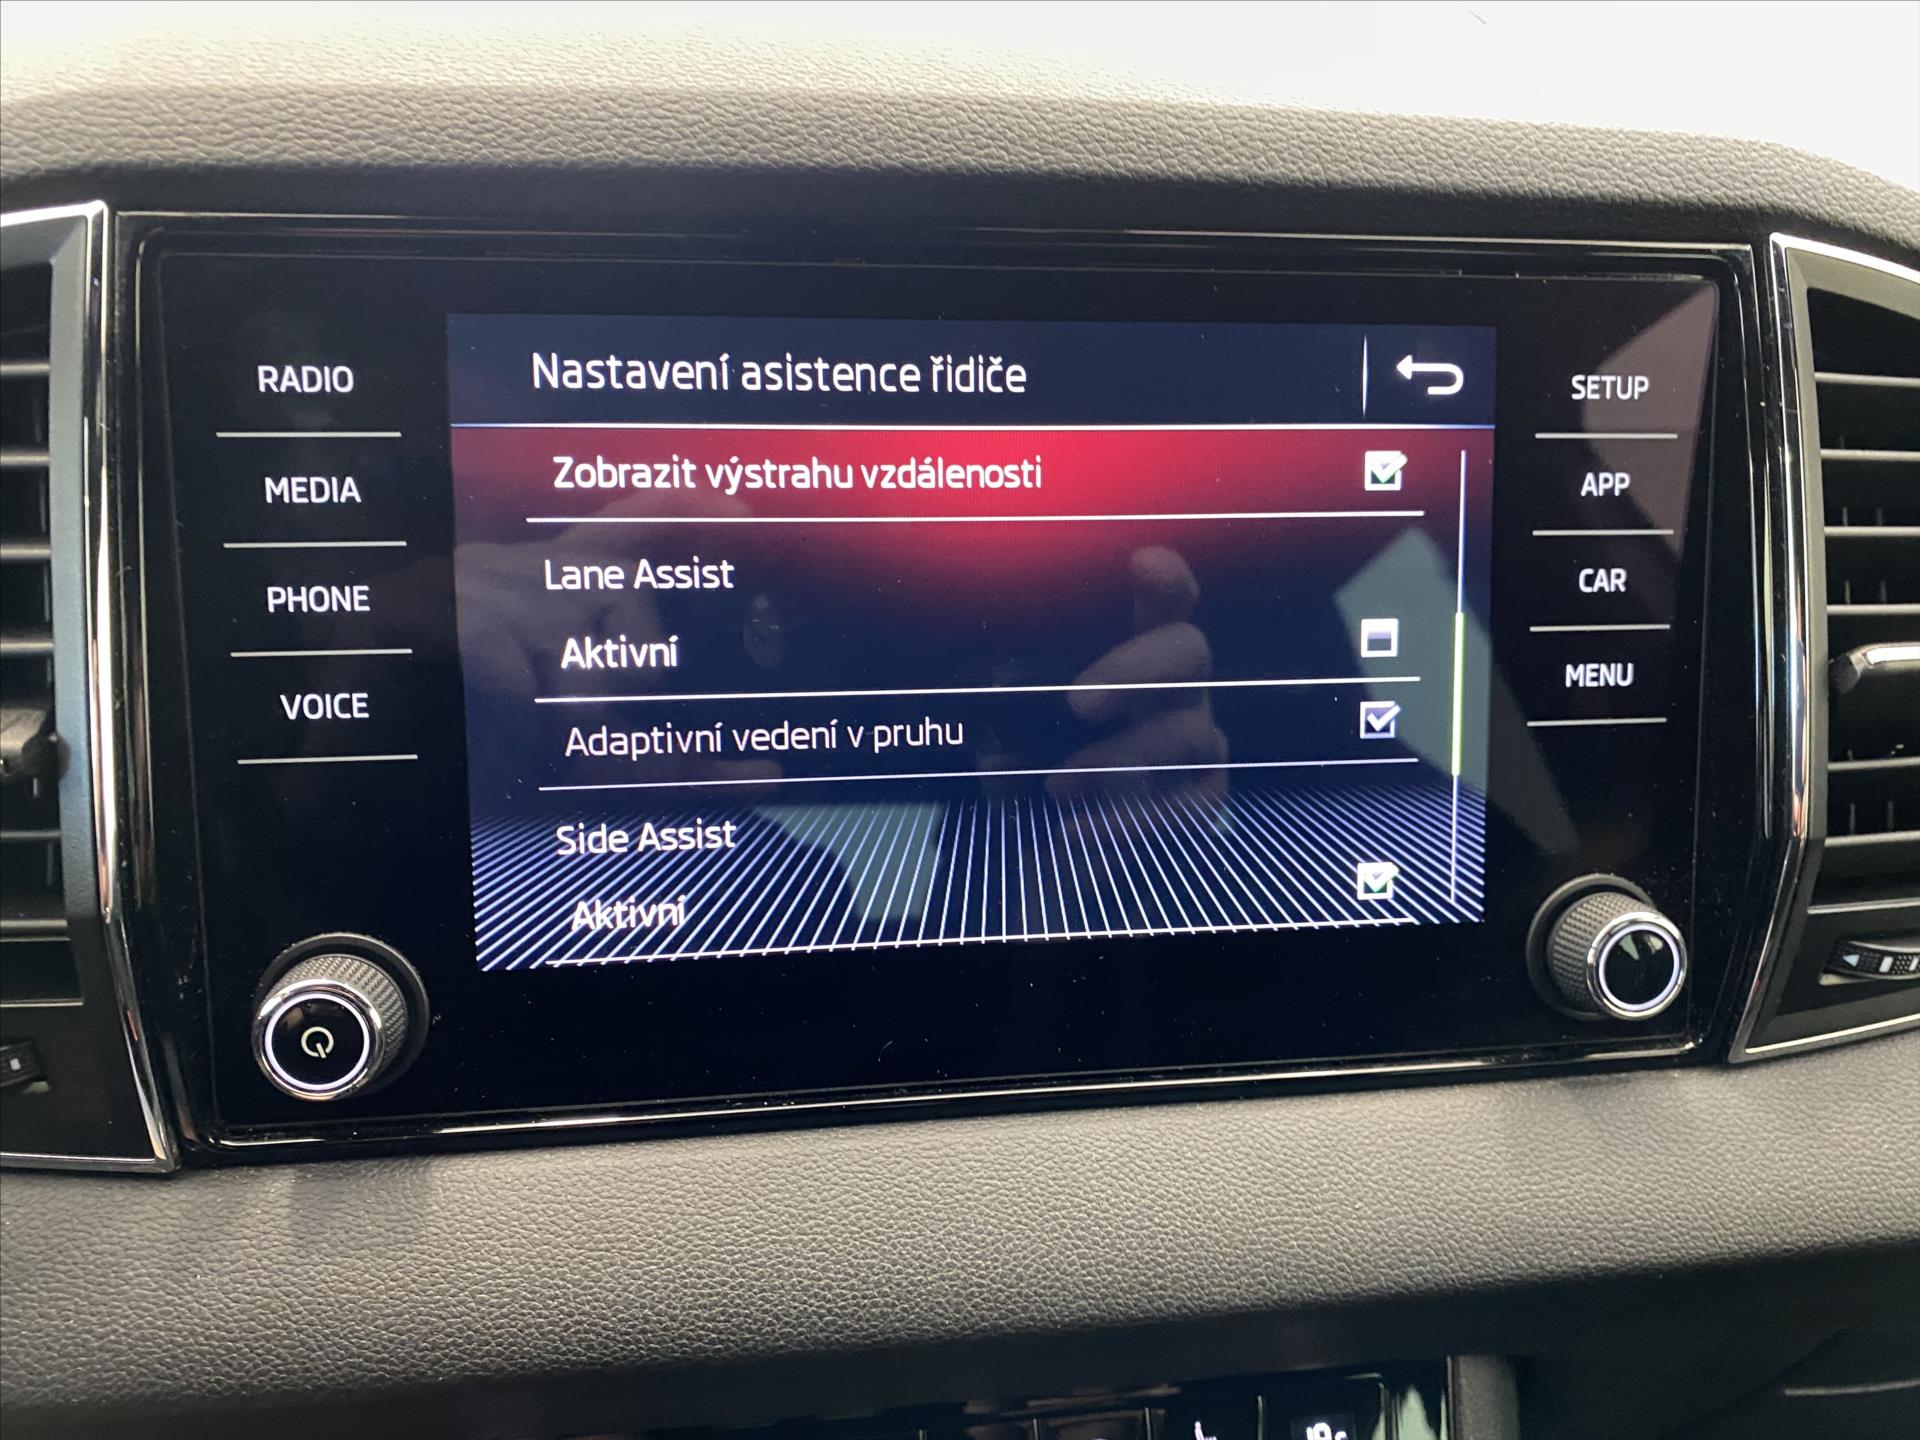 Nastavení asistence řidiče
Zobrazit výstrahu vzdálenosti
Lane Assist
Aktivní
Adaptivní vedení v pruhu
Side Assist
Aktivní
RADIO
MEDIA
PHONE
VOICE
SETUP
APP
CAR
MENU